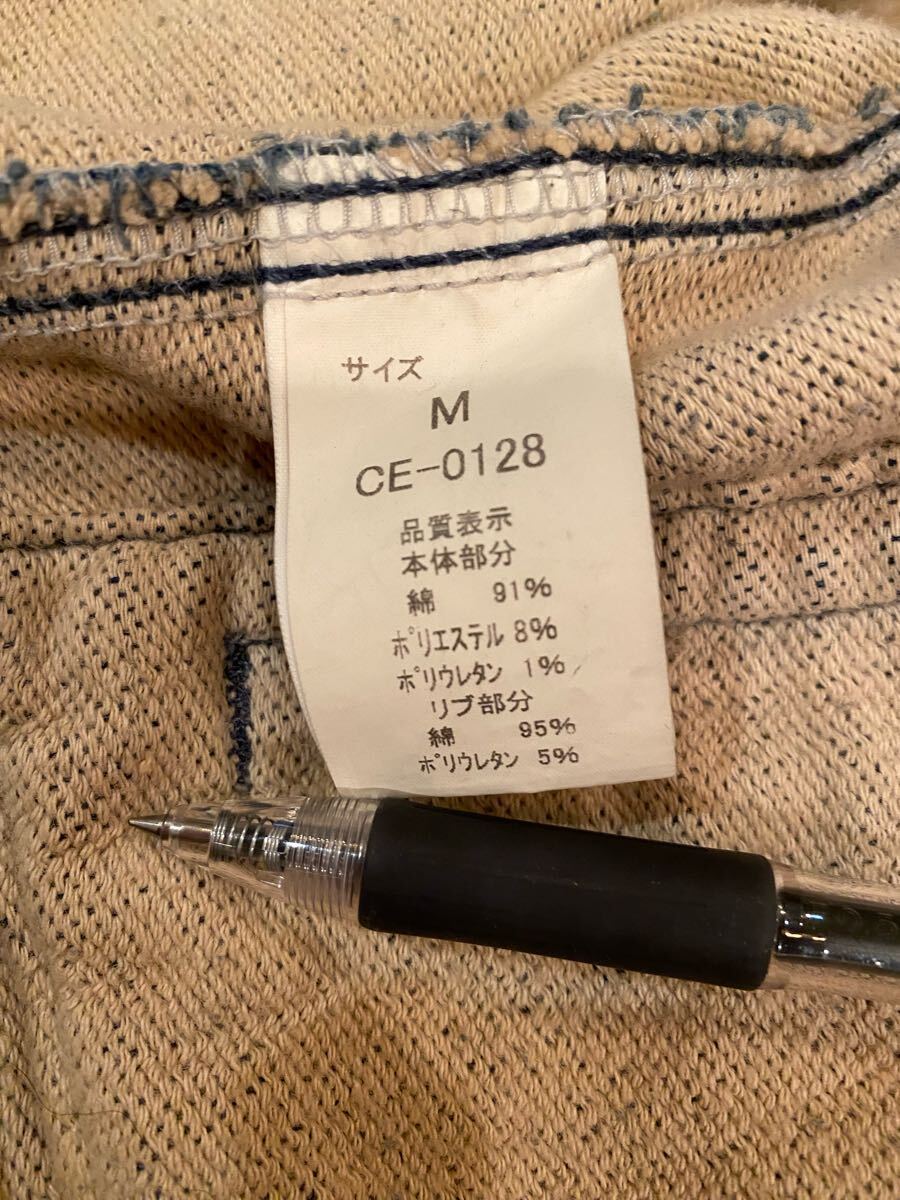 サイズ
M
CE-0128
品質表示
本体部分
綿 91%
ポリエステル 8%
ポリウレタン 1%
リブ部分
綿 95%
ポリウレタン 5%